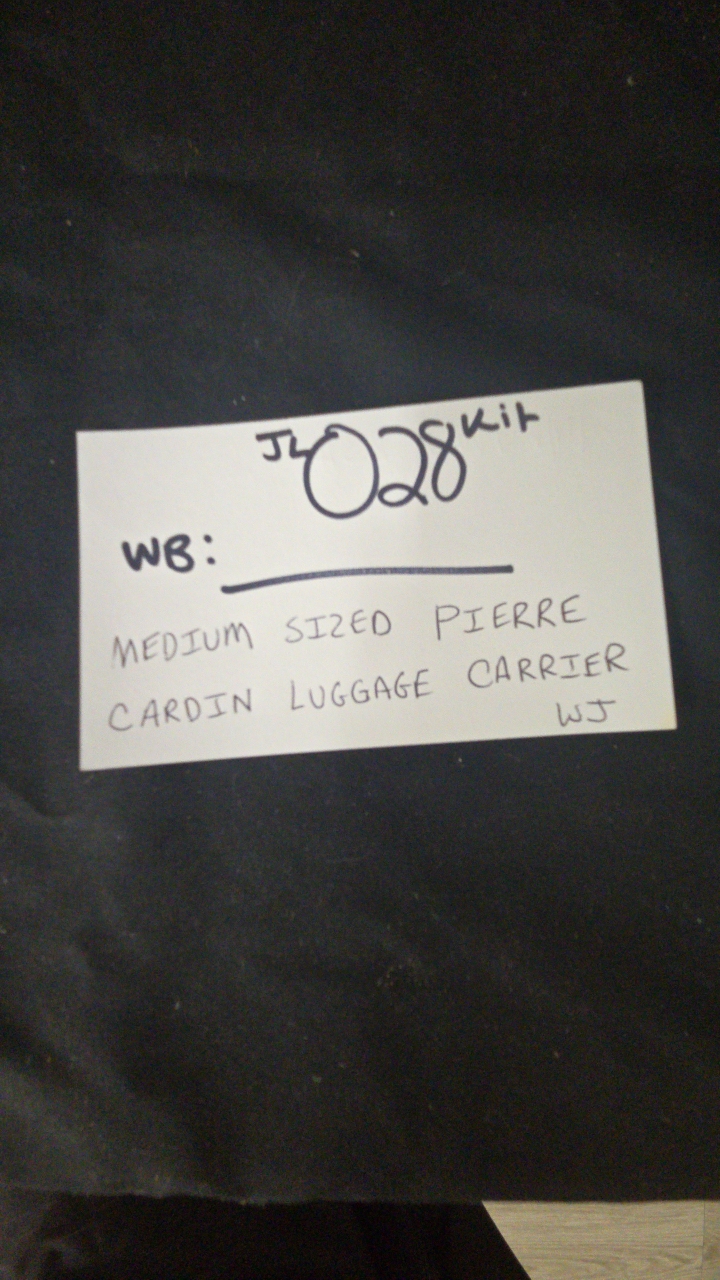 JL 028 Kit
WB:
MEDIUM SIZED PIERRE
CARDIN LUGGAGE CARRIER
WJ